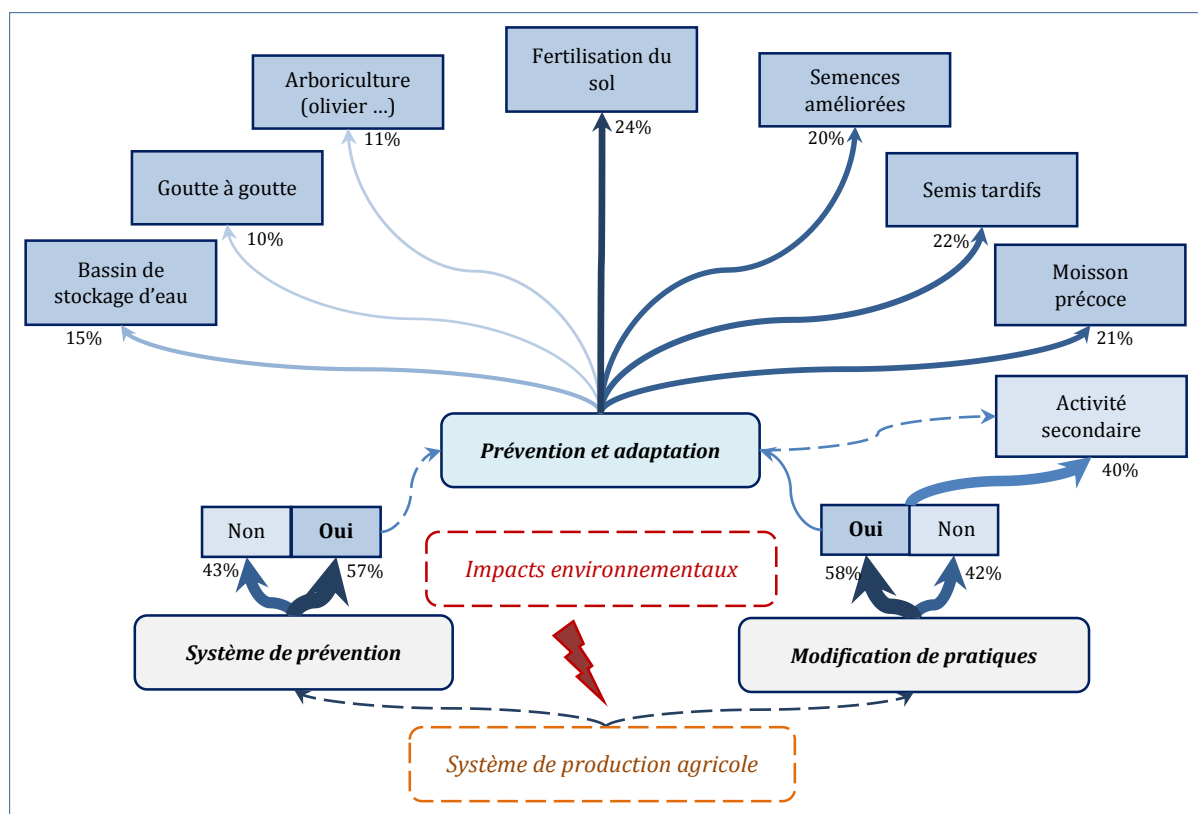 Fertilisation du
sol
24%
Arboriculture
(olivier ...)
11%
Semences
améliorées
20%
Goutte à goutte
10%
Semis tardifs
22%
Bassin de
stockage d'eau
15%
Moisson
précoce
21%
Prévention et adaptation
Activité
secondaire
40%
Non
Oui
43%
57%
Impacts environnementaux
Oui
Non
58%
42%
Système de prévention
Modification de pratiques
Système de production agricole